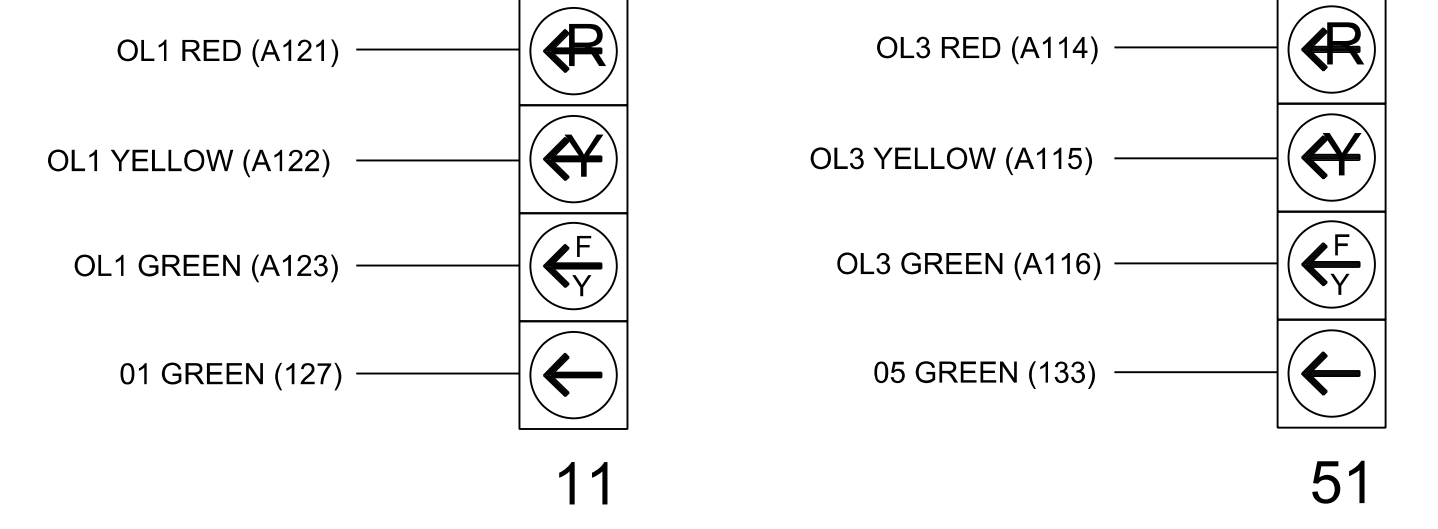 OL1 RED (A121)
R
OL1 YELLOW (A122)
Y
OL1 GREEN (A123)
F
Y
01 GREEN (127)
11
OL3 RED (A114)
R
OL3 YELLOW (A115)
Y
OL3 GREEN (A116)
F
Y
05 GREEN (133)
51